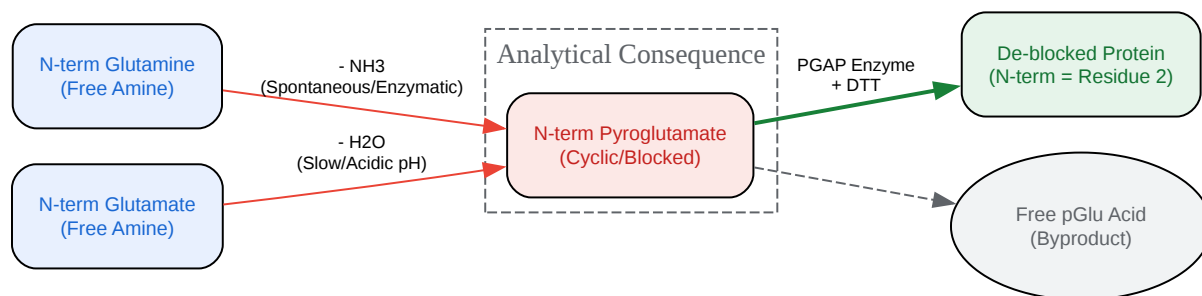 N-term Glutamine
(Free Amine)
- NH3
(Spontaneous/Enzymatic)
N-term Glutamate
(Free Amine)
- H2O
(Slow/Acidic pH)
Analytical Consequence
N-term Pyroglutamate
(Cyclic/Blocked)
PGAP Enzyme
+ DTT
De-blocked Protein
(N-term = Residue 2)
Free pGlu Acid
(Byproduct)